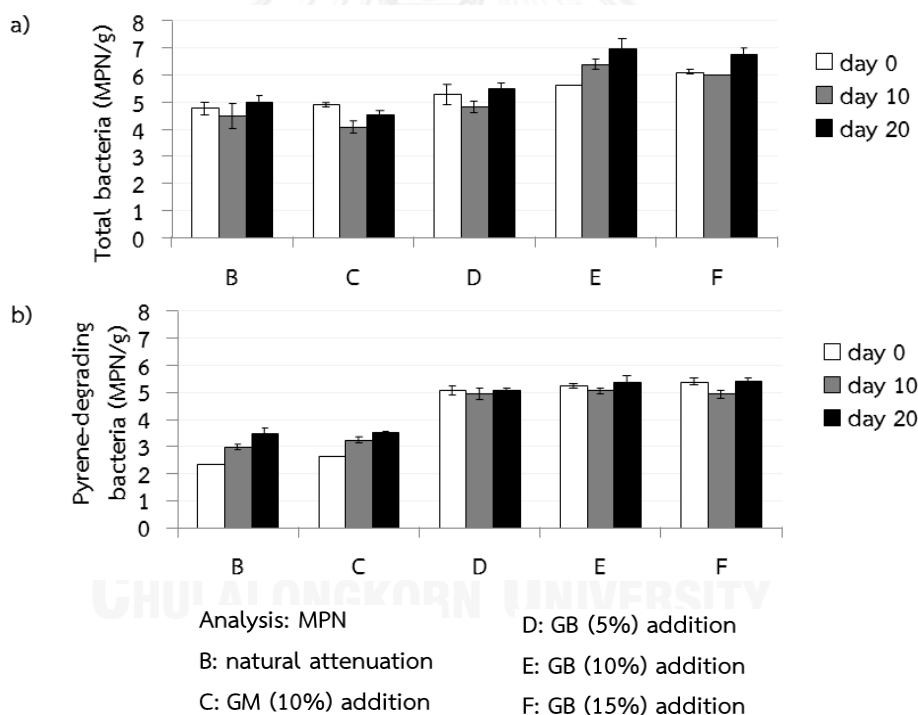 a)
Total bacteria (MPN/g)
8
7
6
5
4
3
2
1
0
B C D E F
day 0
day 10
day 20
b)
Pyrene-degrading
bacteria (MPN/g)
8
7
6
5
4
3
2
1
0
B C D E F
day 0
day 10
day 20
CHULALONGKORN UNIVERSITY
Analysis: MPN
B: natural attenuation
C: GM (10%) addition
D: GB (5%) addition
E: GB (10%) addition
F: GB (15%) addition